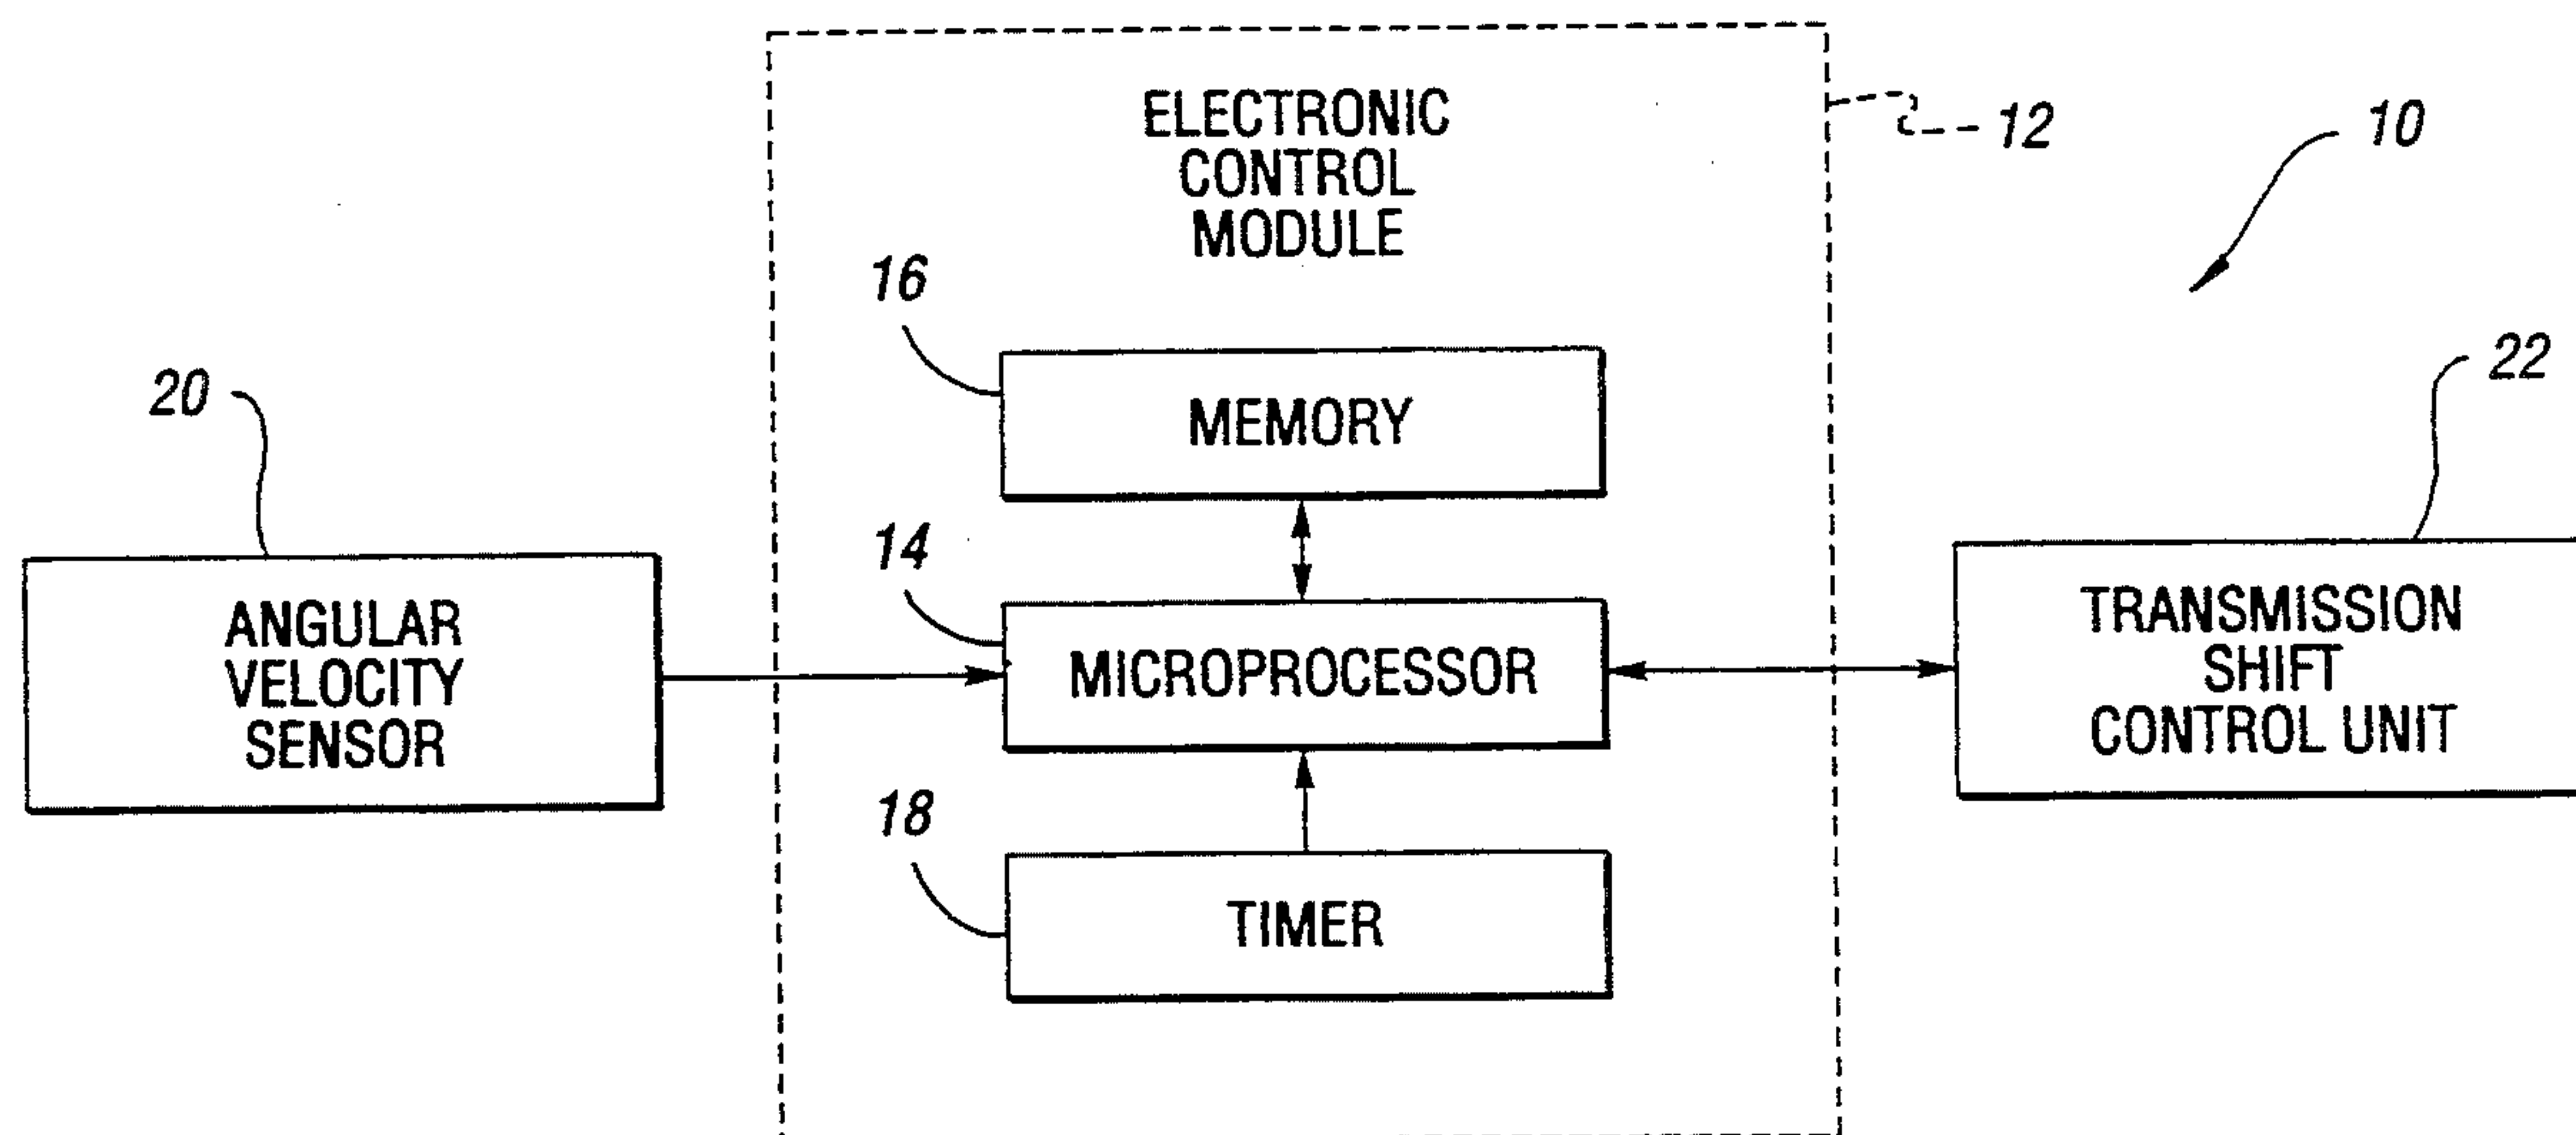 ELECTRONIC
CONTROL
MODULE
12
10
16
MEMORY
20
22
14
ANGULAR
VELOCITY
SENSOR
MICROPROCESSOR
TRANSMISSION
SHIFT
CONTROL UNIT
18
TIMER